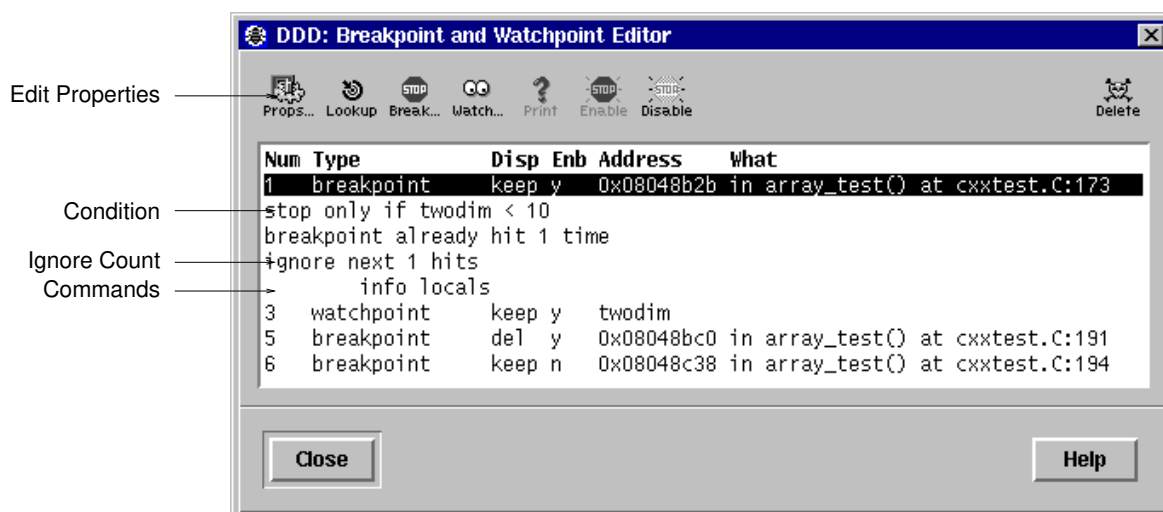 DDD: Breakpoint and Watchpoint Editor
Edit Properties
STOP STOP STOP
Props... Lookup Break... Watch... Print Enable Disable Delete
Num Type Disp Enb Address What
1 breakpoint keep y 0x08048b2b in array_test() at cxxtest.C:173
Condition
stop only if twodim < 10
breakpoint already hit 1 time
Ignore Count
ignore next 1 hits
Commands
info locals
3 watchpoint keep y twodim
5 breakpoint del y 0x08048bc0 in array_test() at cxxtest.C:191
6 breakpoint keep n 0x08048c38 in array_test() at cxxtest.C:194
Close Help